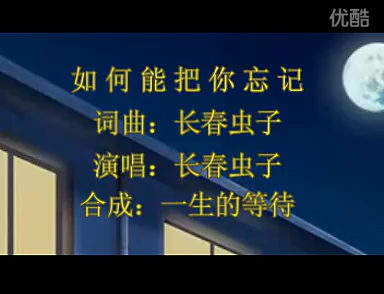 优酷
如何能把你忘记
词曲：长春虫子
演唱：长春虫子
合成：一生的等待